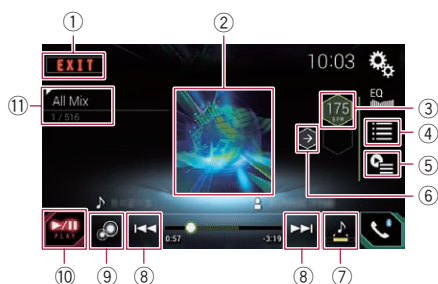 ① ②
EXIT
10:03
⑪
All Mix
1 / 516
EQ
175
BPM
③
④
⑤
⑥
0:57
-3:19
PLAY
⑩ ⑨ ⑧ ⑧ ⑦